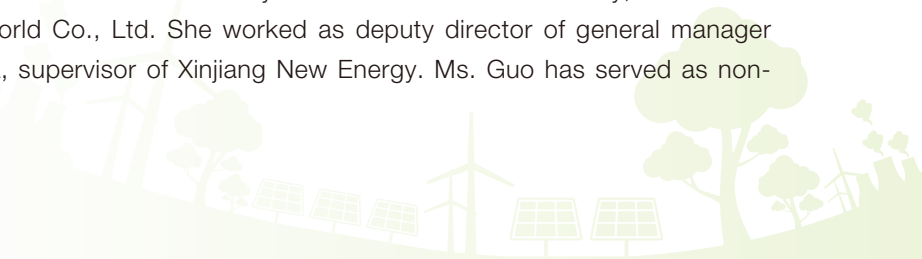 orld Co., Ltd. She worked as deputy director of general manager
, supervisor of Xinjiang New Energy. Ms. Guo has served as non-